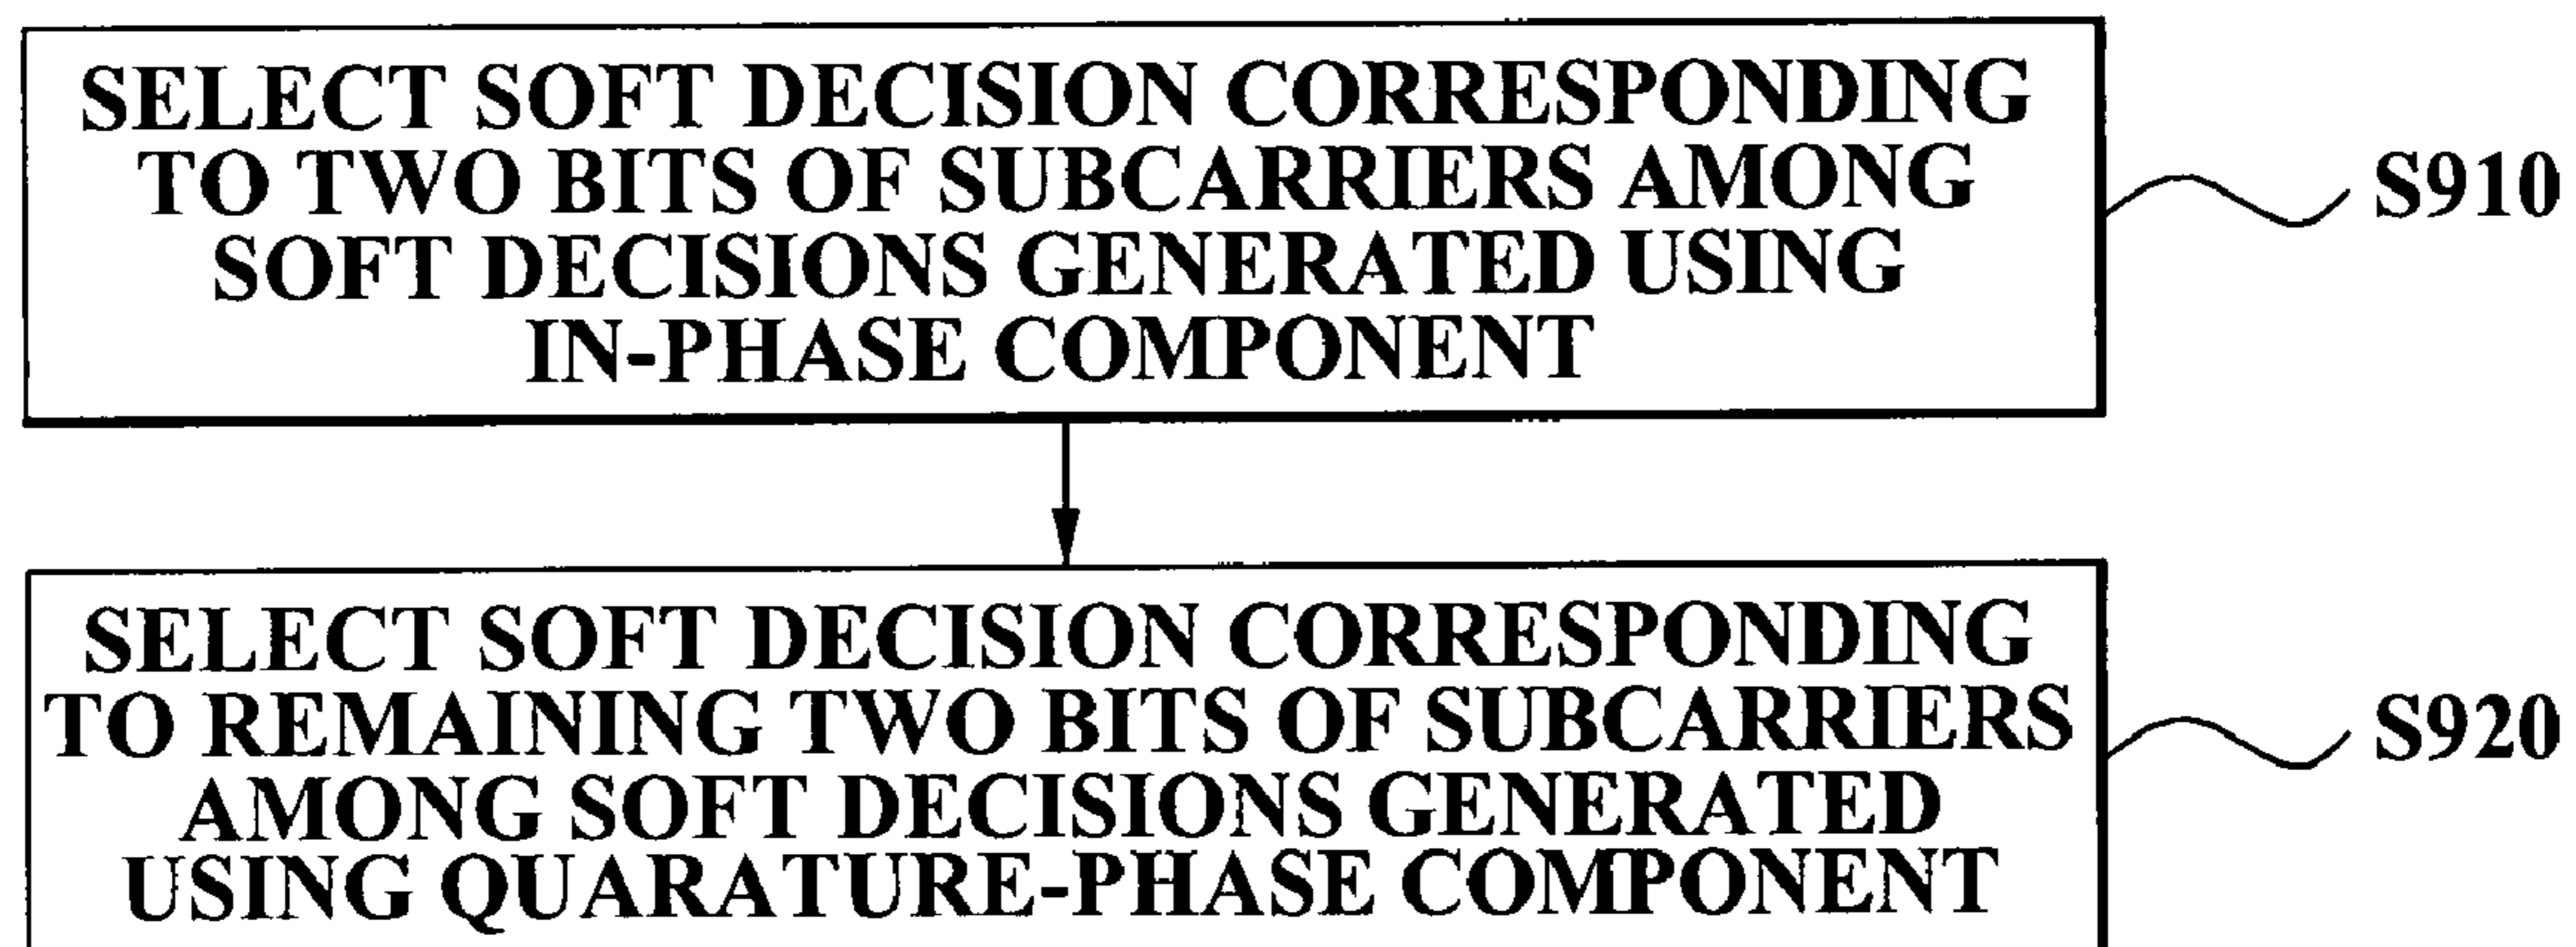 SELECT SOFT DECISION CORRESPONDING
TO TWO BITS OF SUBCARRIERS AMONG
SOFT DECISIONS GENERATED USING
IN-PHASE COMPONENT
S910
SELECT SOFT DECISION CORRESPONDING
TO REMAINING TWO BITS OF SUBCARRIERS
AMONG SOFT DECISIONS GENERATED
USING QUARATURE-PHASE COMPONENT
S920